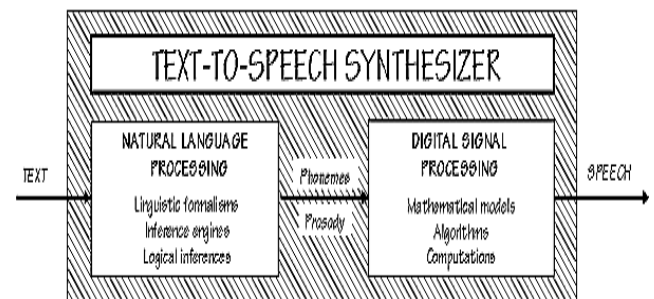 TEXT-TO-SPEECH SYNTHESIZER
TEXT
NATURAL LANGUAGE
PROCESSING
Linguistic formalisms
Inference engines
Logical inferences
Phonemes
Prosody
DIGITAL SIGNAL
PROCESSING
Mathematical models
Algorithms
Computations
SPEECH